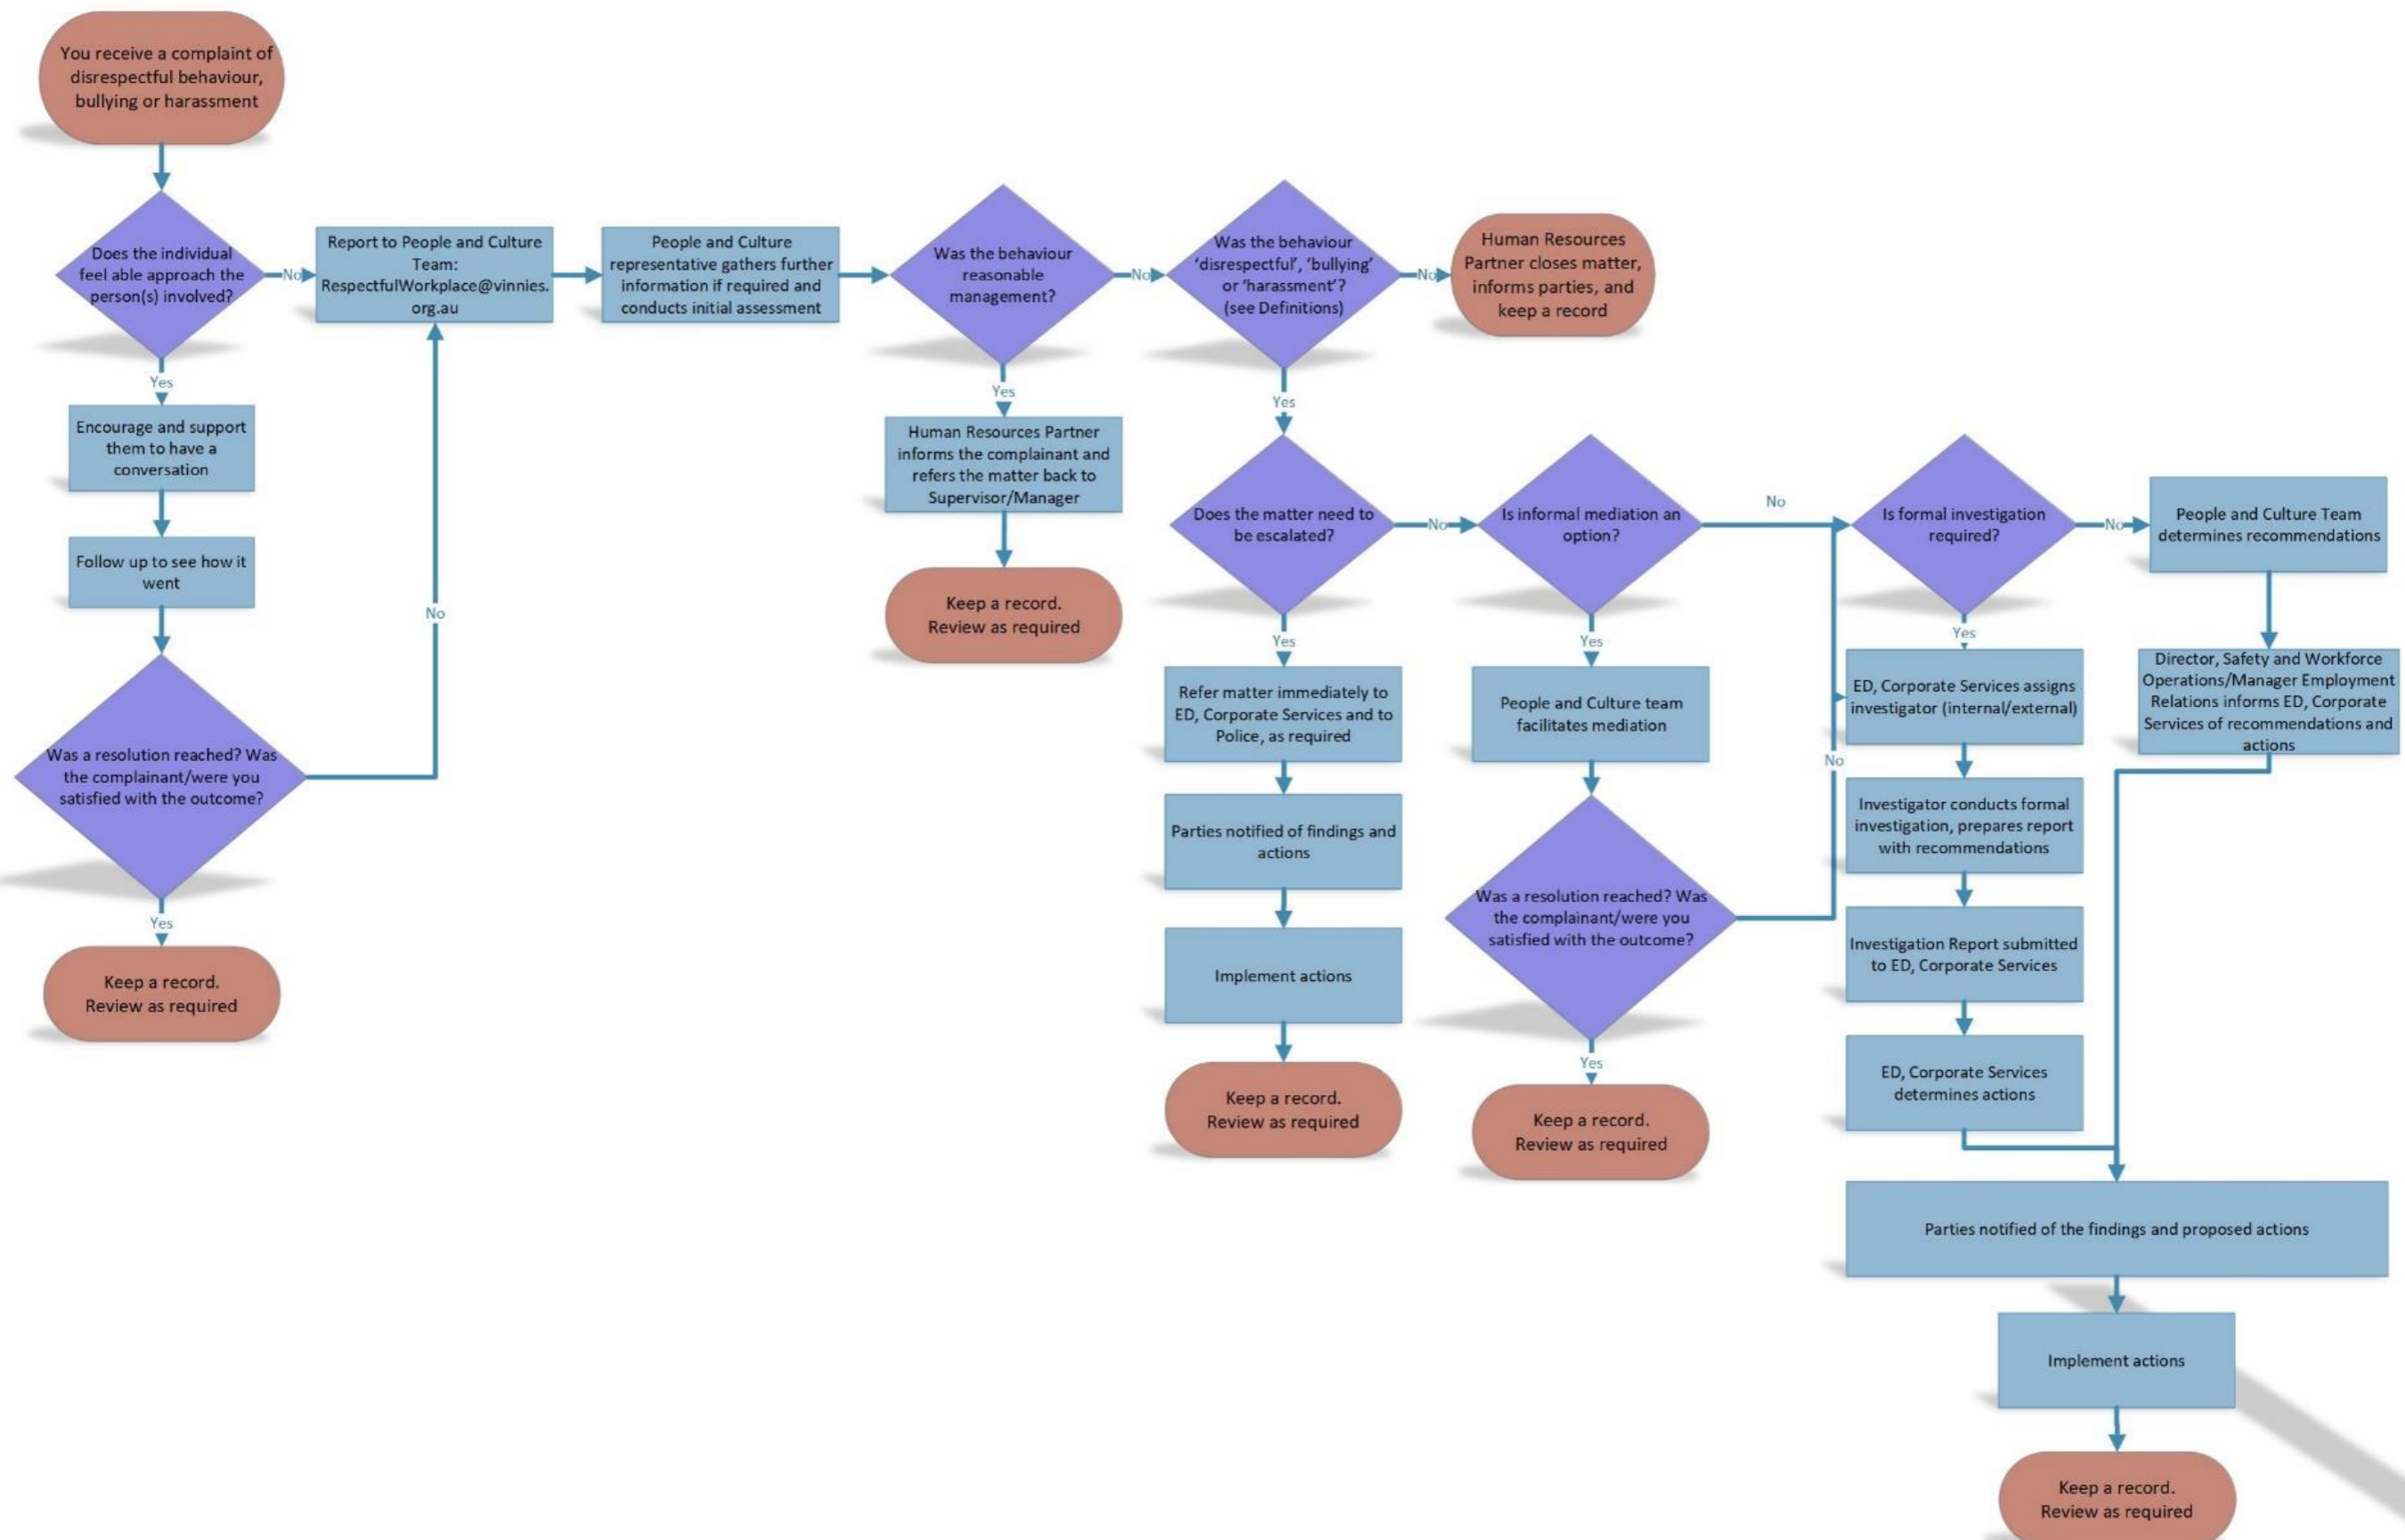 You receive a complaint of
disrespectful behaviour,
bullying or harassment
Does the individual
feel able approach the
person(s) involved?
No
Yes
Encourage and support
them to have a
conversation
Follow up to see how it
went
Was a resolution reached? Was
the complainant/were you
satisfied with the outcome?
No
Yes
Keep a record.
Review as required
Report to People and Culture
Team:
RespectfulWorkplace@vinnies.
org.au
People and Culture
representative gathers further
information if required and
conducts initial assessment
Was the behaviour
reasonable
management?
No
Yes
Human Resources Partner
informs the complainant and
refers the matter back to
Supervisor/Manager
Keep a record.
Review as required
Was the behaviour
‘disrespectful’, ‘bullying’
or ‘harassment’?
(see Definitions)
No
Human Resources
Partner closes matter,
informs parties, and
keep a record
Yes
Does the matter need to
be escalated?
No
Yes
Refer matter immediately to
ED, Corporate Services and to
Police, as required
Parties notified of findings and
actions
Implement actions
Keep a record.
Review as required
Is informal mediation an
option?
No
Yes
People and Culture team
facilitates mediation
Was a resolution reached? Was
the complainant/were you
satisfied with the outcome?
No
Yes
Keep a record.
Review as required
Is formal investigation
required?
No
Yes
ED, Corporate Services assigns
investigator (internal/external)
Investigator conducts formal
investigation, prepares report
with recommendations
Investigation Report submitted
to ED, Corporate Services
ED, Corporate Services
determines actions
People and Culture Team
determines recommendations
Director, Safety and Workforce
Operations/Manager Employment
Relations informs ED, Corporate
Services of recommendations and
actions
Parties notified of the findings and proposed actions
Implement actions
Keep a record.
Review as required